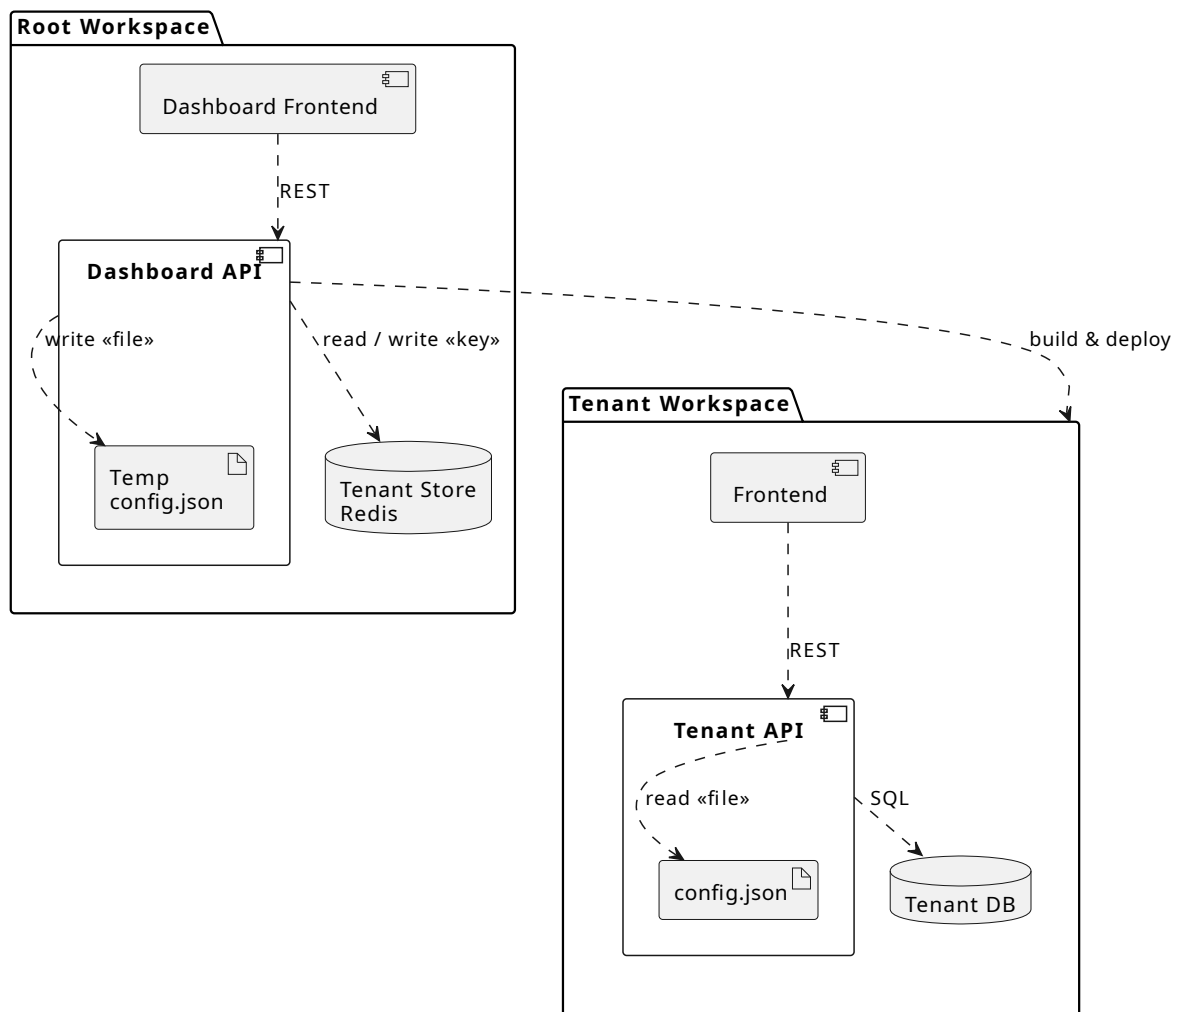 Root Workspace
Dashboard Frontend
REST
Dashboard API
write «file»
read / write «key»
build & deploy
Temp
config.json
Tenant Store
Redis
Tenant Workspace
Frontend
REST
Tenant API
read «file»
SQL
config.json
Tenant DB